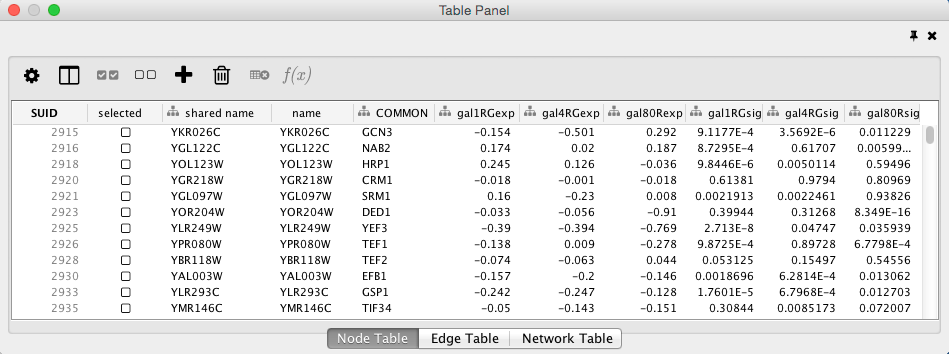 Table Panel
f(x)
SUID selected shared name name COMMON gal1RGexp gal4RGexp gal80Rexp gal1RGsig gal4RGsig gal80Rsig
2915 YKR026C YKR026C GCN3 -0.154 -0.501 0.292 9.1177E-4 3.5692E-6 0.011229
2916 YGL122C YGL122C NAB2 0.174 0.02 0.187 8.7295E-4 0.61707 0.00599...
2918 YOL123W YOL123W HRP1 0.245 0.126 -0.036 9.8446E-6 0.0050114 0.59496
2920 YGR218W YGR218W CRM1 -0.018 -0.001 -0.018 0.61381 0.9794 0.80969
2921 YGL097W YGL097W SRM1 0.16 -0.23 0.008 0.0021913 0.0022461 0.93826
2923 YOR204W YOR204W DED1 -0.033 -0.056 -0.91 0.39944 0.31268 8.349E-16
2925 YLR249W YLR249W YEF3 -0.39 -0.394 -0.769 2.713E-8 0.04747 0.035939
2926 YPR080W YPR080W TEF1 -0.138 0.009 -0.278 9.8725E-4 0.89728 6.7798E-4
2928 YBR118W YBR118W TEF2 -0.074 -0.063 0.044 0.053125 0.15497 0.54556
2930 YAL003W YAL003W EFB1 -0.157 -0.2 -0.146 0.0018696 6.2814E-4 0.013062
2933 YLR293C YLR293C GSP1 -0.242 -0.247 -0.128 1.7601E-5 6.7968E-4 0.012703
2935 YMR146C YMR146C TIF34 -0.05 -0.143 -0.151 0.30844 0.0085173 0.072007
Node Table Edge Table Network Table